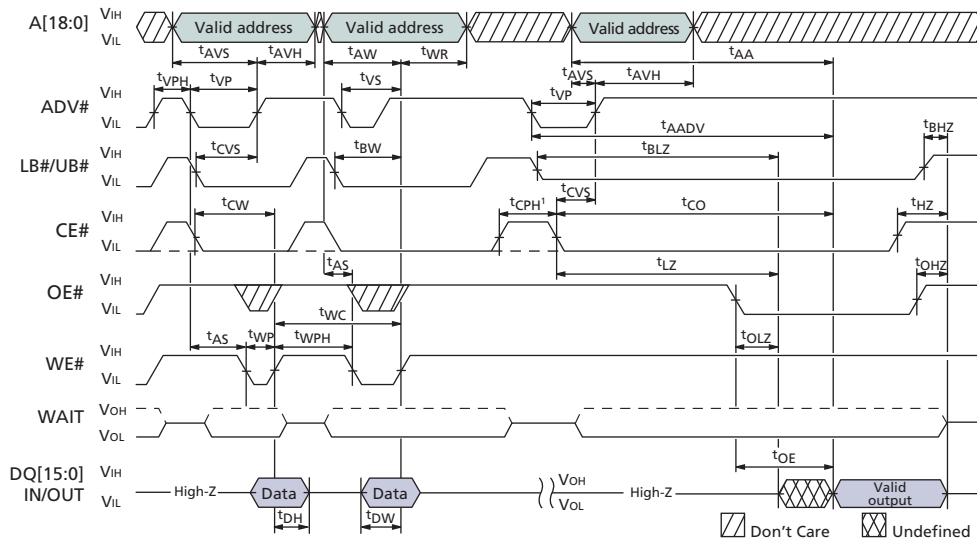 A[18:0] VIH VIL Valid address Valid address Valid address
tAVS tAVH tAW tWR tAA
tAVS tAVH
ADV# VIH VIL tVPH tVP tVS tVP
tAADV
LB#/UB# VIH VIL tCVS tBW tBLZ tBHZ
tCVS
CE# VIH VIL tCW tCPH¹ tCO tHZ
tAS tLZ
OE# VIH VIL tOHZ
tWC
tAS tWP tWPH tOLZ
WE# VIH VIL
WAIT VOH VOL
tOE
DQ[15:0] IN/OUT VIH VIL High-Z Data Data VOH VOL High-Z Valid output
tDH tDW
Don't Care Undefined